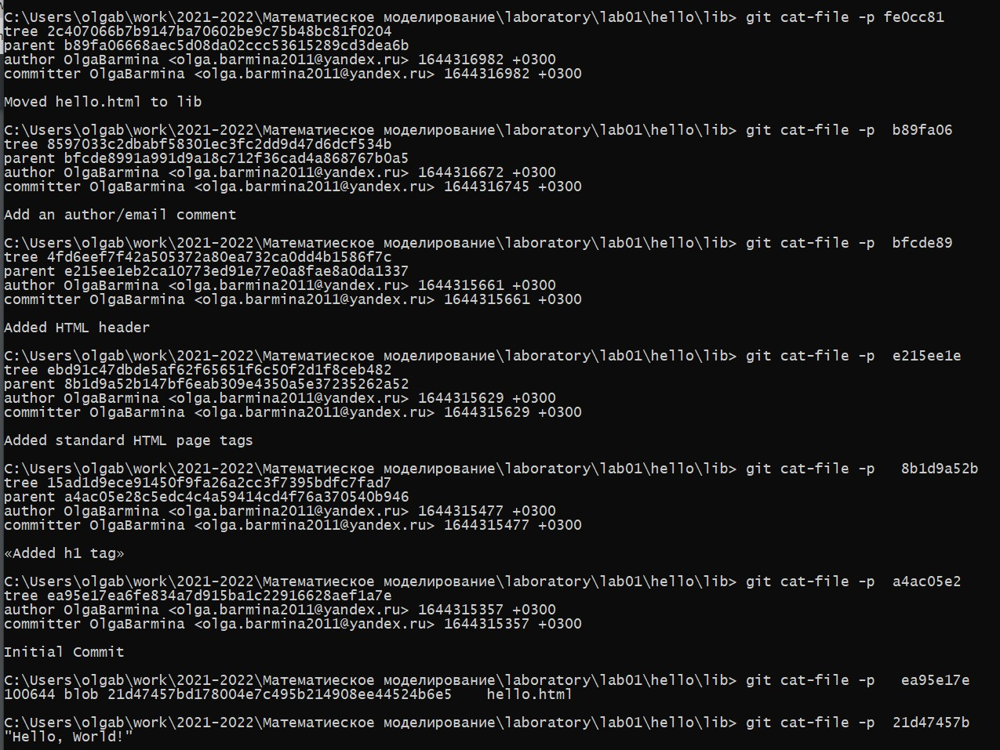 C:\Users\olgab\work\2021-2022\Математиеское моделирование\laboratory\lab01\hello\lib> git cat-file -p fe0cc81
tree 2c407066b7b9147ba70602be9c75b48bc81f0204
parent b89fa06668aec5d08da02ccc53615289cd3dea6b
author OlgaBarmina <olga.barmina2011@yandex.ru> 1644316982 +0300
committer OlgaBarmina <olga.barmina2011@yandex.ru> 1644316982 +0300

Moved hello.html to lib

C:\Users\olgab\work\2021-2022\Математиеское моделирование\laboratory\lab01\hello\lib> git cat-file -p  b89fa06
tree 8597033c2dbabf58301ec3fc2dd9d47d6dcf534b
parent bfcde8991a991d9a18c712f36cad4a868767b0a5
author OlgaBarmina <olga.barmina2011@yandex.ru> 1644316672 +0300
committer OlgaBarmina <olga.barmina2011@yandex.ru> 1644316745 +0300

Add an author/email comment

C:\Users\olgab\work\2021-2022\Математиеское моделирование\laboratory\lab01\hello\lib> git cat-file -p  bfcde89
tree 4fd6eef7f42a505372a80ea732ca0dd4b1586f7c
parent e215ee1eb2ca10773ed91e77e0a8fae8a0da1337
author OlgaBarmina <olga.barmina2011@yandex.ru> 1644315661 +0300
committer OlgaBarmina <olga.barmina2011@yandex.ru> 1644315661 +0300

Added HTML header

C:\Users\olgab\work\2021-2022\Математиеское моделирование\laboratory\lab01\hello\lib> git cat-file -p  e215ee1e
tree ebd91c47dbde5af62f65651f6c50f2d1f8ceb482
parent 8b1d9a52b147bf6eab309e4350a5e37235262a52
author OlgaBarmina <olga.barmina2011@yandex.ru> 1644315629 +0300
committer OlgaBarmina <olga.barmina2011@yandex.ru> 1644315629 +0300

Added standard HTML page tags

C:\Users\olgab\work\2021-2022\Математиеское моделирование\laboratory\lab01\hello\lib> git cat-file -p   8b1d9a52b
tree 15ad1d9ece91450f9fa26a2cc3f7395bdfc7fad7
parent a4ac05e28c5edc4c4a59414cd4f76a370540b946
author OlgaBarmina <olga.barmina2011@yandex.ru> 1644315477 +0300
committer OlgaBarmina <olga.barmina2011@yandex.ru> 1644315477 +0300

«Added h1 tag»

C:\Users\olgab\work\2021-2022\Математиеское моделирование\laboratory\lab01\hello\lib> git cat-file -p  a4ac05e2
tree ea95e17ea6fe834a7d915ba1c22916628aef1a7e
author OlgaBarmina <olga.barmina2011@yandex.ru> 1644315357 +0300
committer OlgaBarmina <olga.barmina2011@yandex.ru> 1644315357 +0300

Initial Commit

C:\Users\olgab\work\2021-2022\Математиеское моделирование\laboratory\lab01\hello\lib> git cat-file -p   ea95e17e
100644 blob 21d47457bd178004e7c495b214908ee44524b6e5    hello.html

C:\Users\olgab\work\2021-2022\Математиеское моделирование\laboratory\lab01\hello\lib> git cat-file -p  21d47457b
"Hello, World!"